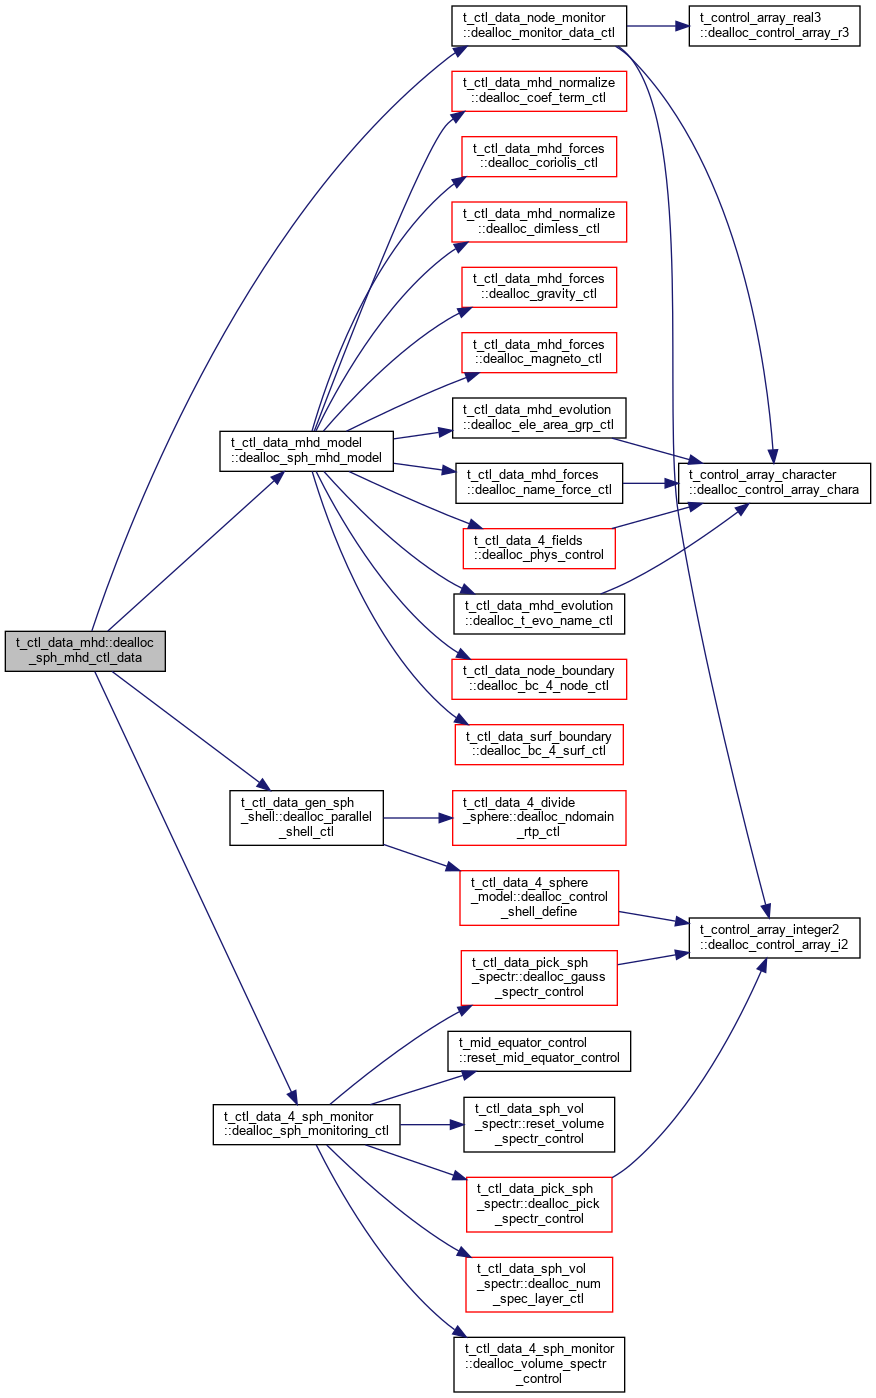 t_ctl_data_node_monitor
::dealloc_monitor_data_ctl
t_control_array_real3
::dealloc_control_array_r3
t_ctl_data_mhd_normalize
::dealloc_coef_term_ctl
t_ctl_data_mhd_forces
::dealloc_coriolis_ctl
t_ctl_data_mhd_normalize
::dealloc_dimless_ctl
t_ctl_data_mhd_forces
::dealloc_gravity_ctl
t_ctl_data_mhd_forces
::dealloc_magneto_ctl
t_ctl_data_mhd_evolution
::dealloc_ele_area_grp_ctl
t_ctl_data_mhd_model
::dealloc_sph_mhd_model
t_ctl_data_mhd_forces
::dealloc_name_force_ctl
t_control_array_character
::dealloc_control_array_chara
t_ctl_data_4_fields
::dealloc_phys_control
t_ctl_data_mhd_evolution
::dealloc_t_evo_name_ctl
t_ctl_data_mhd::dealloc
_sph_mhd_ctl_data
t_ctl_data_node_boundary
::dealloc_bc_4_node_ctl
t_ctl_data_surf_boundary
::dealloc_bc_4_surf_ctl
t_ctl_data_gen_sph
_shell::dealloc_parallel
_shell_ctl
t_ctl_data_4_divide
_sphere::dealloc_ndomain
_rtp_ctl
t_ctl_data_4_sphere
_model::dealloc_control
_shell_define
t_control_array_integer2
::dealloc_control_array_i2
t_ctl_data_pick_sph
_spectr::dealloc_gauss
_spectr_control
t_mid_equator_control
::reset_mid_equator_control
t_ctl_data_4_sph_monitor
::dealloc_sph_monitoring_ctl
t_ctl_data_sph_vol
_spectr::reset_volume
_spectr_control
t_ctl_data_pick_sph
_spectr::dealloc_pick
_spectr_control
t_ctl_data_sph_vol
_spectr::dealloc_num
_spec_layer_ctl
t_ctl_data_4_sph_monitor
::dealloc_volume_spectr
_control